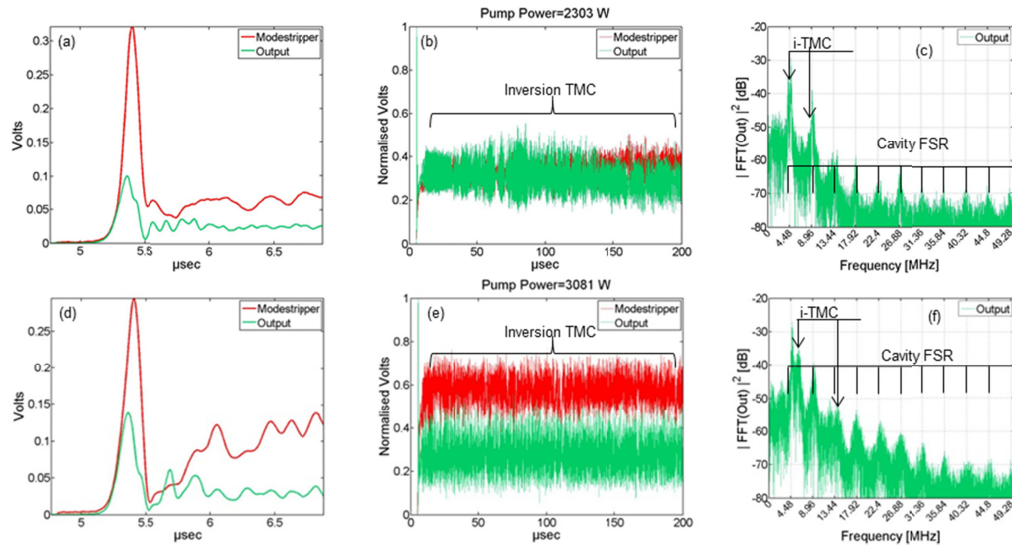 Pump Power=2303 W
(a)
Modestripper
Output
0.3
0.25
0.2
0.15
0.1
0.05
0
Volts
5
5.5
6
6.5
µsec
(b)
Modestripper
Output
Inversion TMC
1
0.8
0.6
0.4
0.2
0
Normalised Volts
0
50
100
150
200
µsec
(c)
Output
i-TMC
Cavity FSR
-20
-30
-40
-50
-60
-70
-80
| FFT(Out) |² [dB]
0
4.48
8.96
13.44
17.92
22.4
26.88
31.36
35.84
40.32
44.8
49.28
Frequency [MHz]
Pump Power=3081 W
(d)
Modestripper
Output
0.25
0.2
0.15
0.1
0.05
0
Volts
5
5.5
6
6.5
µsec
(e)
Modestripper
Output
Inversion TMC
1
0.8
0.6
0.4
0.2
0
Normalised Volts
0
50
100
150
200
µsec
(f)
Output
i-TMC
Cavity FSR
-20
-30
-40
-50
-60
-70
-80
| FFT(Out) |² [dB]
0
4.48
8.96
13.44
17.92
22.4
26.88
31.36
35.84
40.32
44.8
49.28
Frequency [MHz]